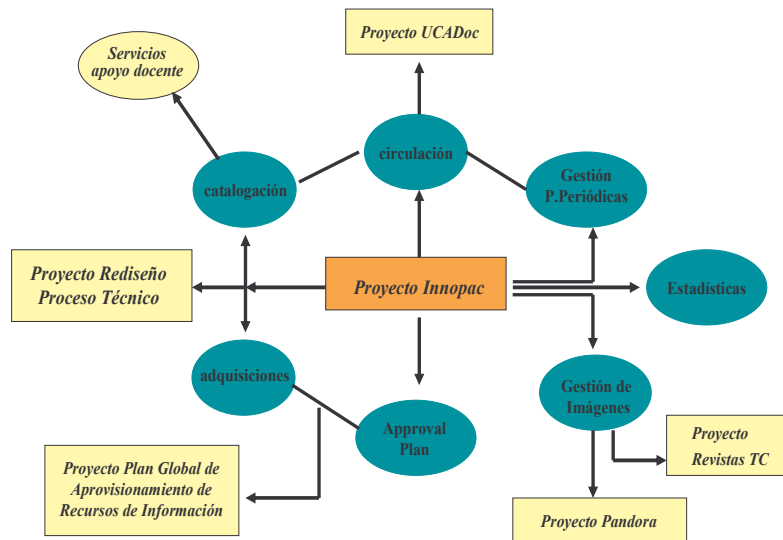 Proyecto UCADoc
Servicios
apoyo docente
circulación
catalogación
Gestión
P.Periódicas
Proyecto Rediseño
Proceso Técnico
Proyecto Innopac
Estadísticas
adquisiciones
Gestión de
Imágenes
Approval
Plan
Proyecto
Revistas TC
Proyecto Plan Global de
Aprovisionamiento de
Recursos de Información
Proyecto Pandora